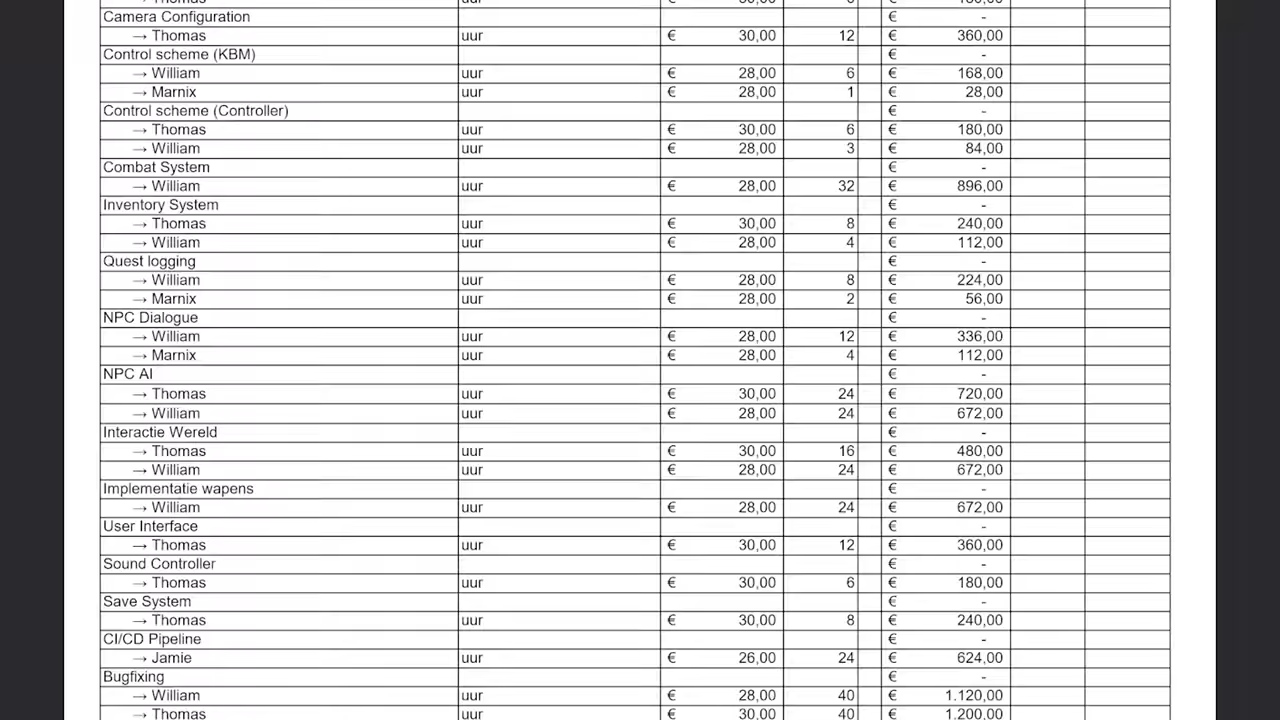 → Thomas uur € 30,00 6 € 180,00
Camera Configuration € -
→ Thomas uur € 30,00 12 € 360,00
Control scheme (KBM) € -
→ William uur € 28,00 6 € 168,00
→ Marnix uur € 28,00 1 € 28,00
Control scheme (Controller) € -
→ Thomas uur € 30,00 6 € 180,00
→ William uur € 28,00 3 € 84,00
Combat System € -
→ William uur € 28,00 32 € 896,00
Inventory System € -
→ Thomas uur € 30,00 8 € 240,00
→ William uur € 28,00 4 € 112,00
Quest logging € -
→ William uur € 28,00 8 € 224,00
→ Marnix uur € 28,00 2 € 56,00
NPC Dialogue € -
→ William uur € 28,00 12 € 336,00
→ Marnix uur € 28,00 4 € 112,00
NPC AI € -
→ Thomas uur € 30,00 24 € 720,00
→ William uur € 28,00 24 € 672,00
Interactie Wereld € -
→ Thomas uur € 30,00 16 € 480,00
→ William uur € 28,00 24 € 672,00
Implementatie wapens € -
→ William uur € 28,00 24 € 672,00
User Interface € -
→ Thomas uur € 30,00 12 € 360,00
Sound Controller € -
→ Thomas uur € 30,00 6 € 180,00
Save System € -
→ Thomas uur € 30,00 8 € 240,00
CI/CD Pipeline € -
→ Jamie uur € 26,00 24 € 624,00
Bugfixing € -
→ William uur € 28,00 40 € 1.120,00
→ Thomas uur € 30,00 40 € 1.200,00